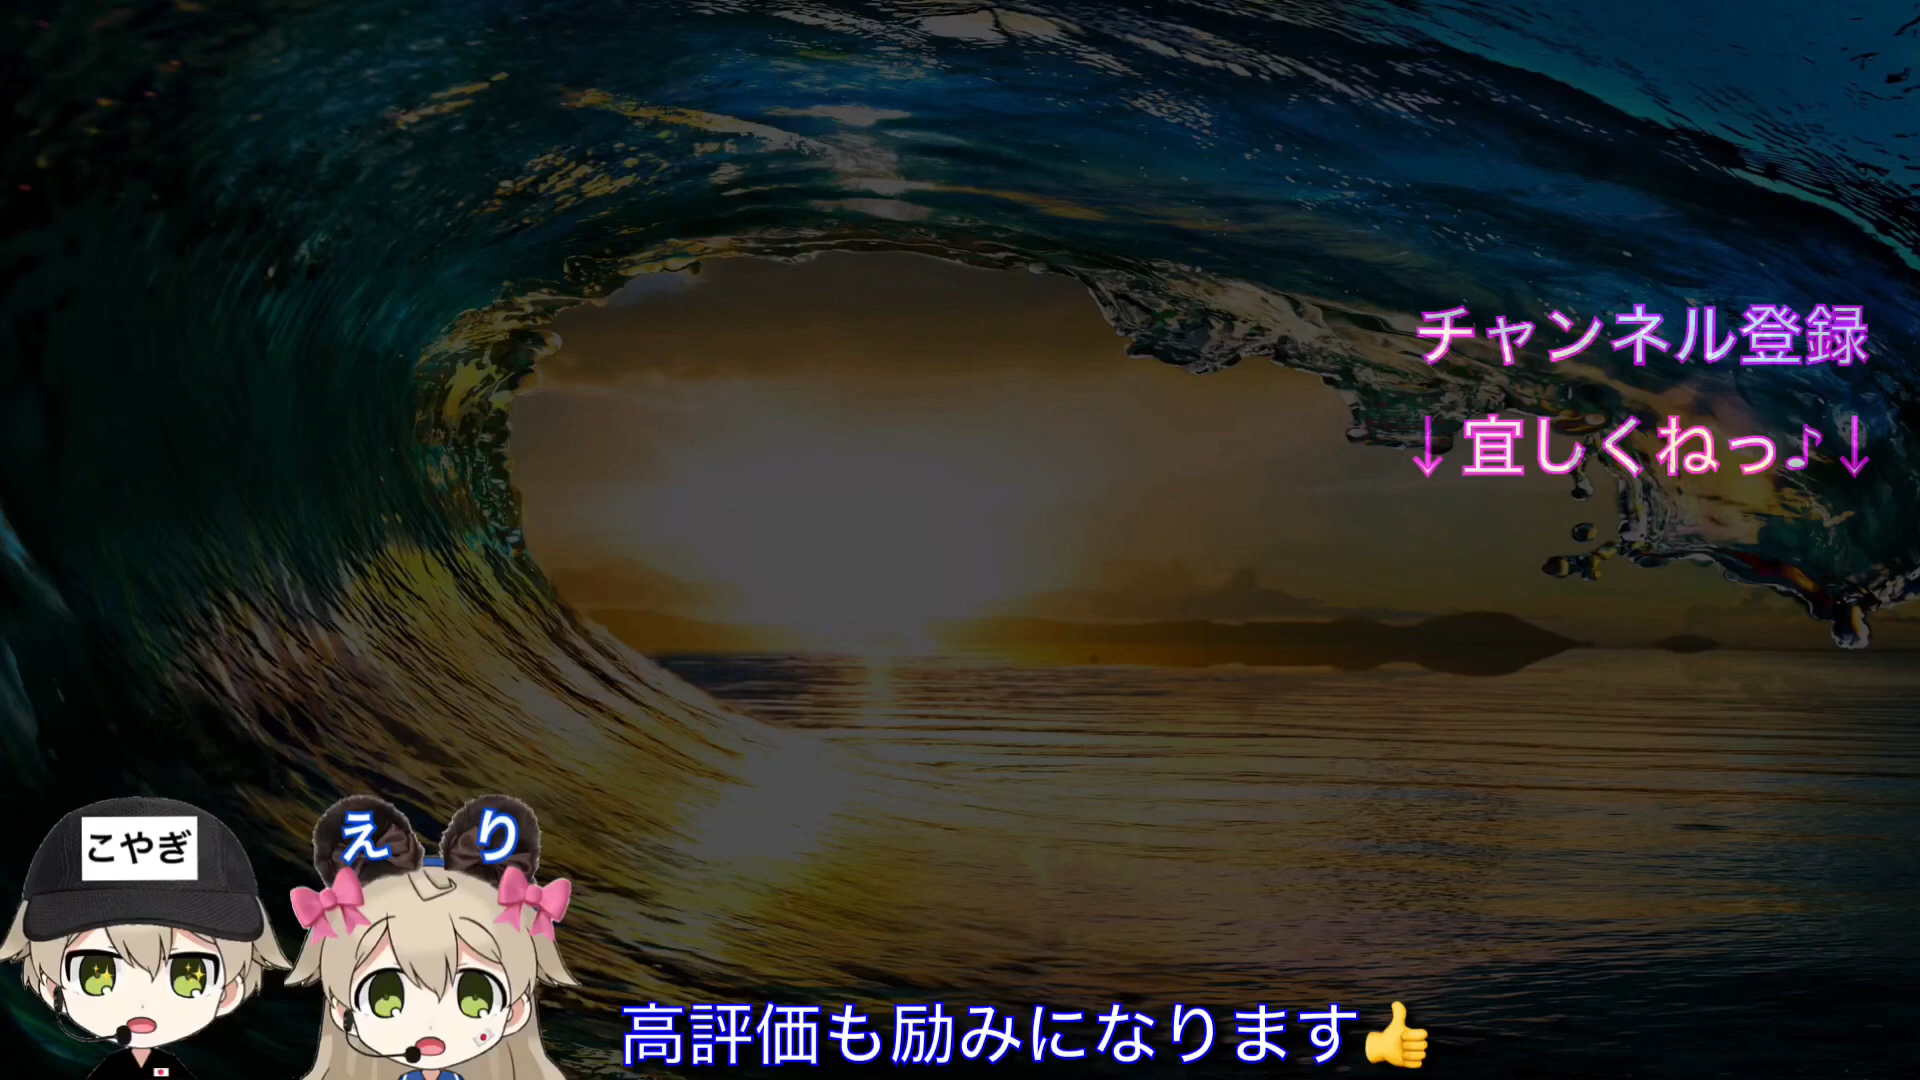 チャンネル登録
↓宜しくねっ♪↓
こやぎ
えり
高評価も励みになります👍